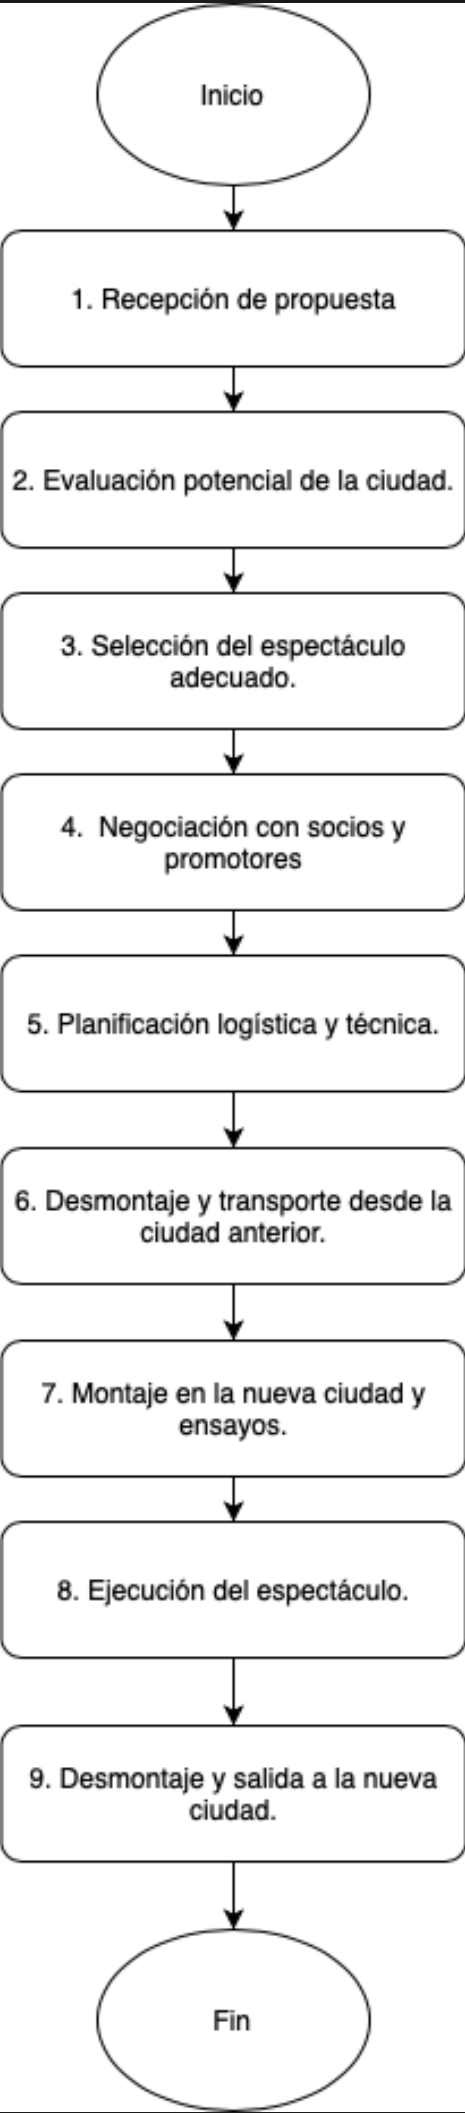 Inicio
1. Recepción de propuesta
2. Evaluación potencial de la ciudad.
3. Selección del espectáculo
adecuado.
4.  Negociación con socios y
promotores
5. Planificación logística y técnica.
6. Desmontaje y transporte desde la
ciudad anterior.
7. Montaje en la nueva ciudad y
ensayos.
8. Ejecución del espectáculo.
9. Desmontaje y salida a la nueva
ciudad.
Fin